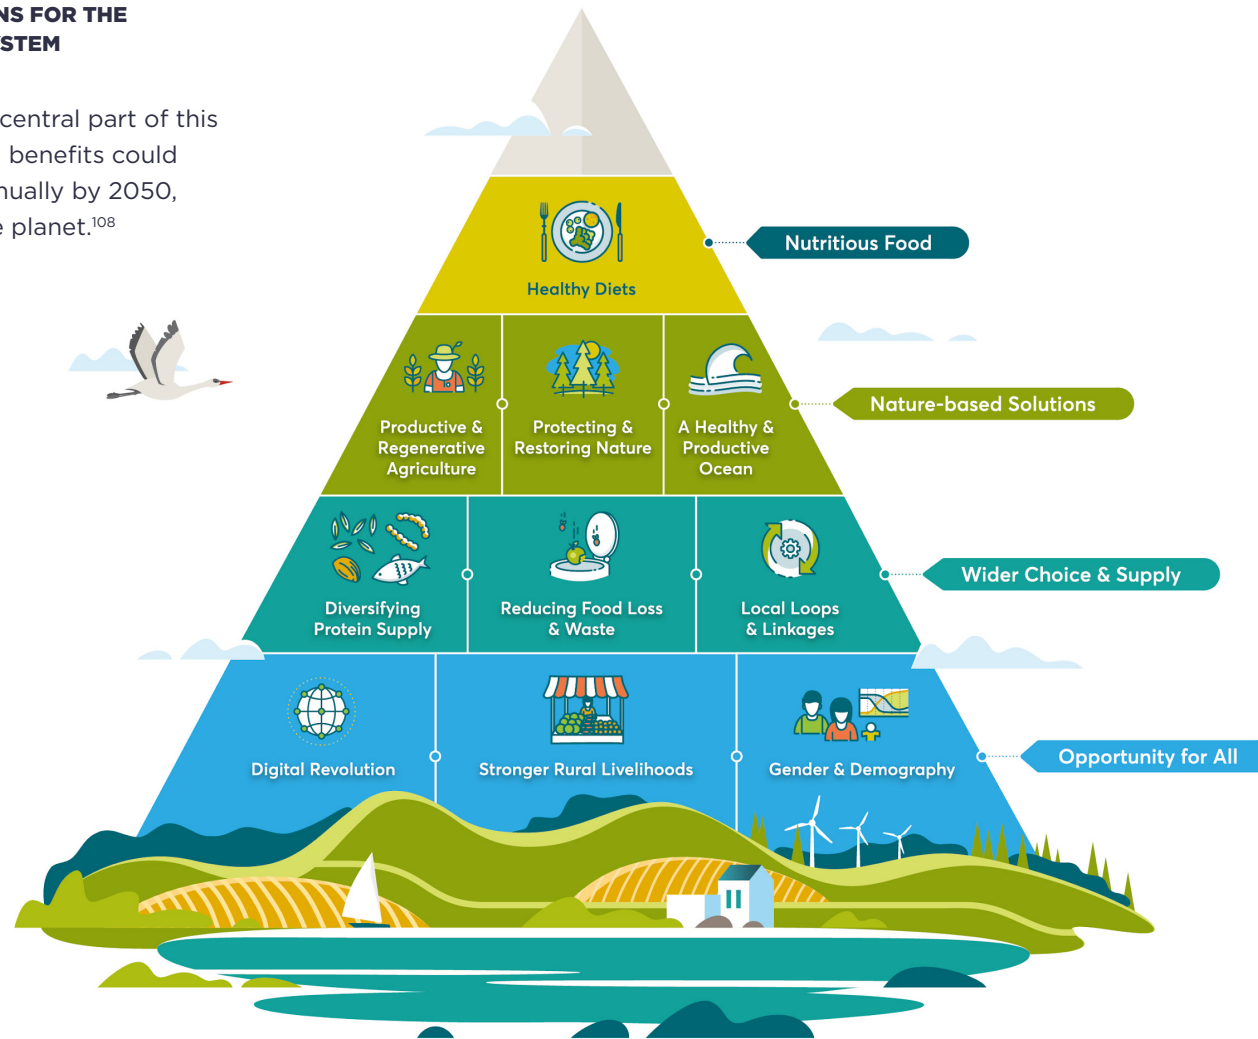 NS FOR THE
YSTEM
central part of this
benefits could
nually by 2050,
e planet.108
Healthy Diets
Nutritious Food
Productive &
Regenerative
Agriculture
Protecting &
Restoring Nature
A Healthy &
Productive
Ocean
Nature-based Solutions
Diversifying
Protein Supply
Reducing Food Loss
& Waste
Local Loops
& Linkages
Wider Choice & Supply
Digital Revolution
Stronger Rural Livelihoods
Gender & Demography
Opportunity for All